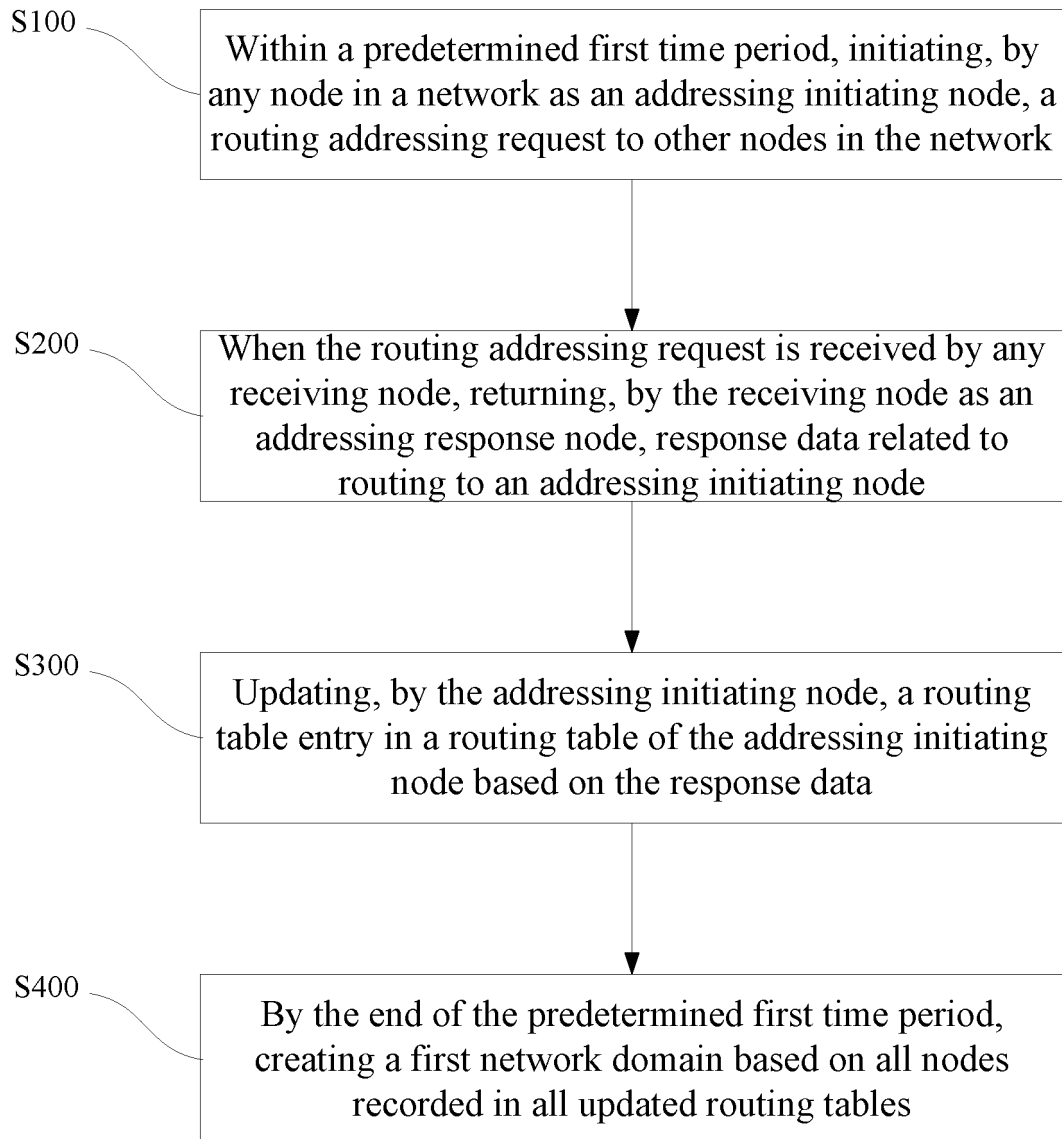 S100
Within a predetermined first time period, initiating, by
any node in a network as an addressing initiating node, a
routing addressing request to other nodes in the network
S200
When the routing addressing request is received by any
receiving node, returning, by the receiving node as an
addressing response node, response data related to
routing to an addressing initiating node
S300
Updating, by the addressing initiating node, a routing
table entry in a routing table of the addressing initiating
node based on the response data
S400
By the end of the predetermined first time period,
creating a first network domain based on all nodes
recorded in all updated routing tables